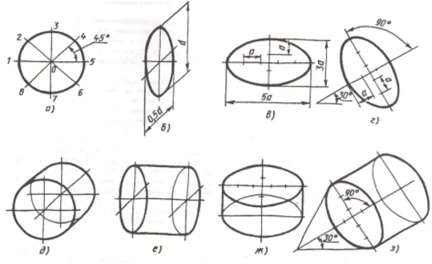 3
2
4
45°
1
0
5
8
7
6
а)
d
0,5d
б)
а
а
3а
5а
в)
90°
а
а
30°
г)
д)
е)
ж)
90°
30°
з)